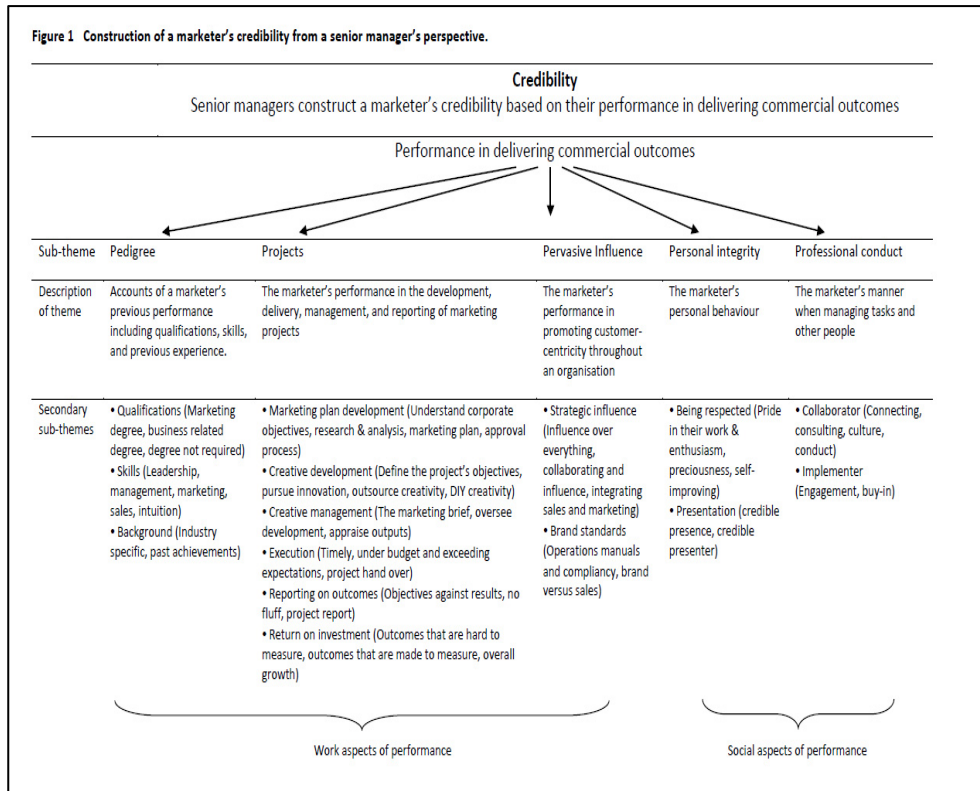 Figure 1 Construction of a marketer's credibility from a senior manager's perspective.
Credibility
Senior managers construct a marketer's credibility based on their performance in delivering commercial outcomes
Performance in delivering commercial outcomes
Sub-theme
Pedigree
Projects
Pervasive Influence
Personal integrity
Professional conduct
Description
of theme
Accounts of a marketer's
previous performance
including qualifications, skills,
and previous experience.
The marketer's performance in the development,
delivery, management, and reporting of marketing
projects
The marketer's
performance in
promoting customer-
centricity throughout
an organisation
The marketer's
personal behaviour
The marketer's manner
when managing tasks and
other people
Secondary
sub-themes
• Qualifications (Marketing
degree, business related
degree, degree not required)
• Skills (Leadership,
management, marketing,
sales, intuition)
• Background (Industry
specific, past achievements)
• Marketing plan development (Understand corporate
objectives, research & analysis, marketing plan, approval
process)
• Creative development (Define the project's objectives,
pursue innovation, outsource creativity, DIY creativity)
• Creative management (The marketing brief, oversee
development, appraise outputs)
• Execution (Timely, under budget and exceeding
expectations, project hand over)
• Reporting on outcomes (Objectives against results, no
fluff, project report)
• Return on investment (Outcomes that are hard to
measure, outcomes that are made to measure, overall
growth)
• Strategic influence
(Influence over
everything,
collaborating and
influence, integrating
sales and marketing)
• Brand standards
(Operations manuals
and compliancy, brand
versus sales)
• Being respected (Pride
in their work &
enthusiasm,
preciousness, self-
improving)
• Presentation (credible
presence, credible
presenter)
• Collaborator (Connecting,
consulting, culture,
conduct)
• Implementer
(Engagement, buy-in)
Work aspects of performance
Social aspects of performance